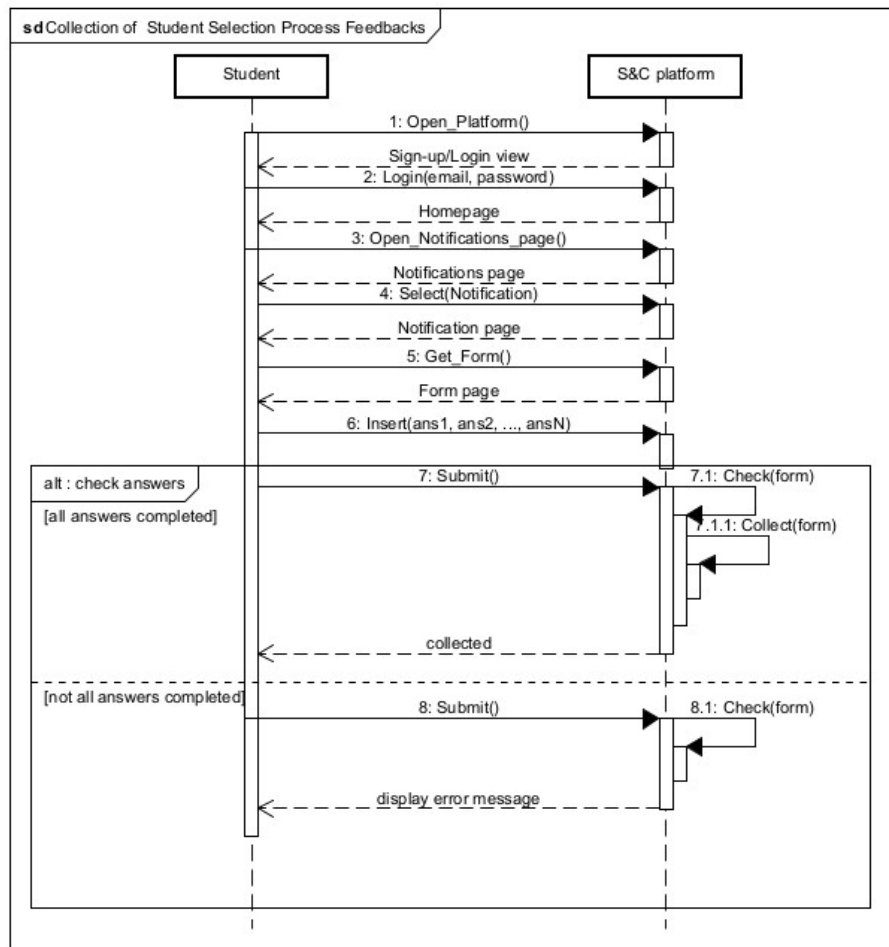 sd Collection of Student Selection Process Feedbacks
Student
S&C platform
1: Open_Platform()
Sign-up/Login view
2: Login(email, password)
Homepage
3: Open_Notifications_page()
Notifications page
4: Select(Notification)
Notification page
5: Get_Form()
Form page
6: Insert(ans1, ans2, ..., ansN)
alt : check answers
7: Submit()
7.1: Check(form)
[all answers completed]
7.1.1: Collect(form)
collected
[not all answers completed]
8: Submit()
8.1: Check(form)
display error message